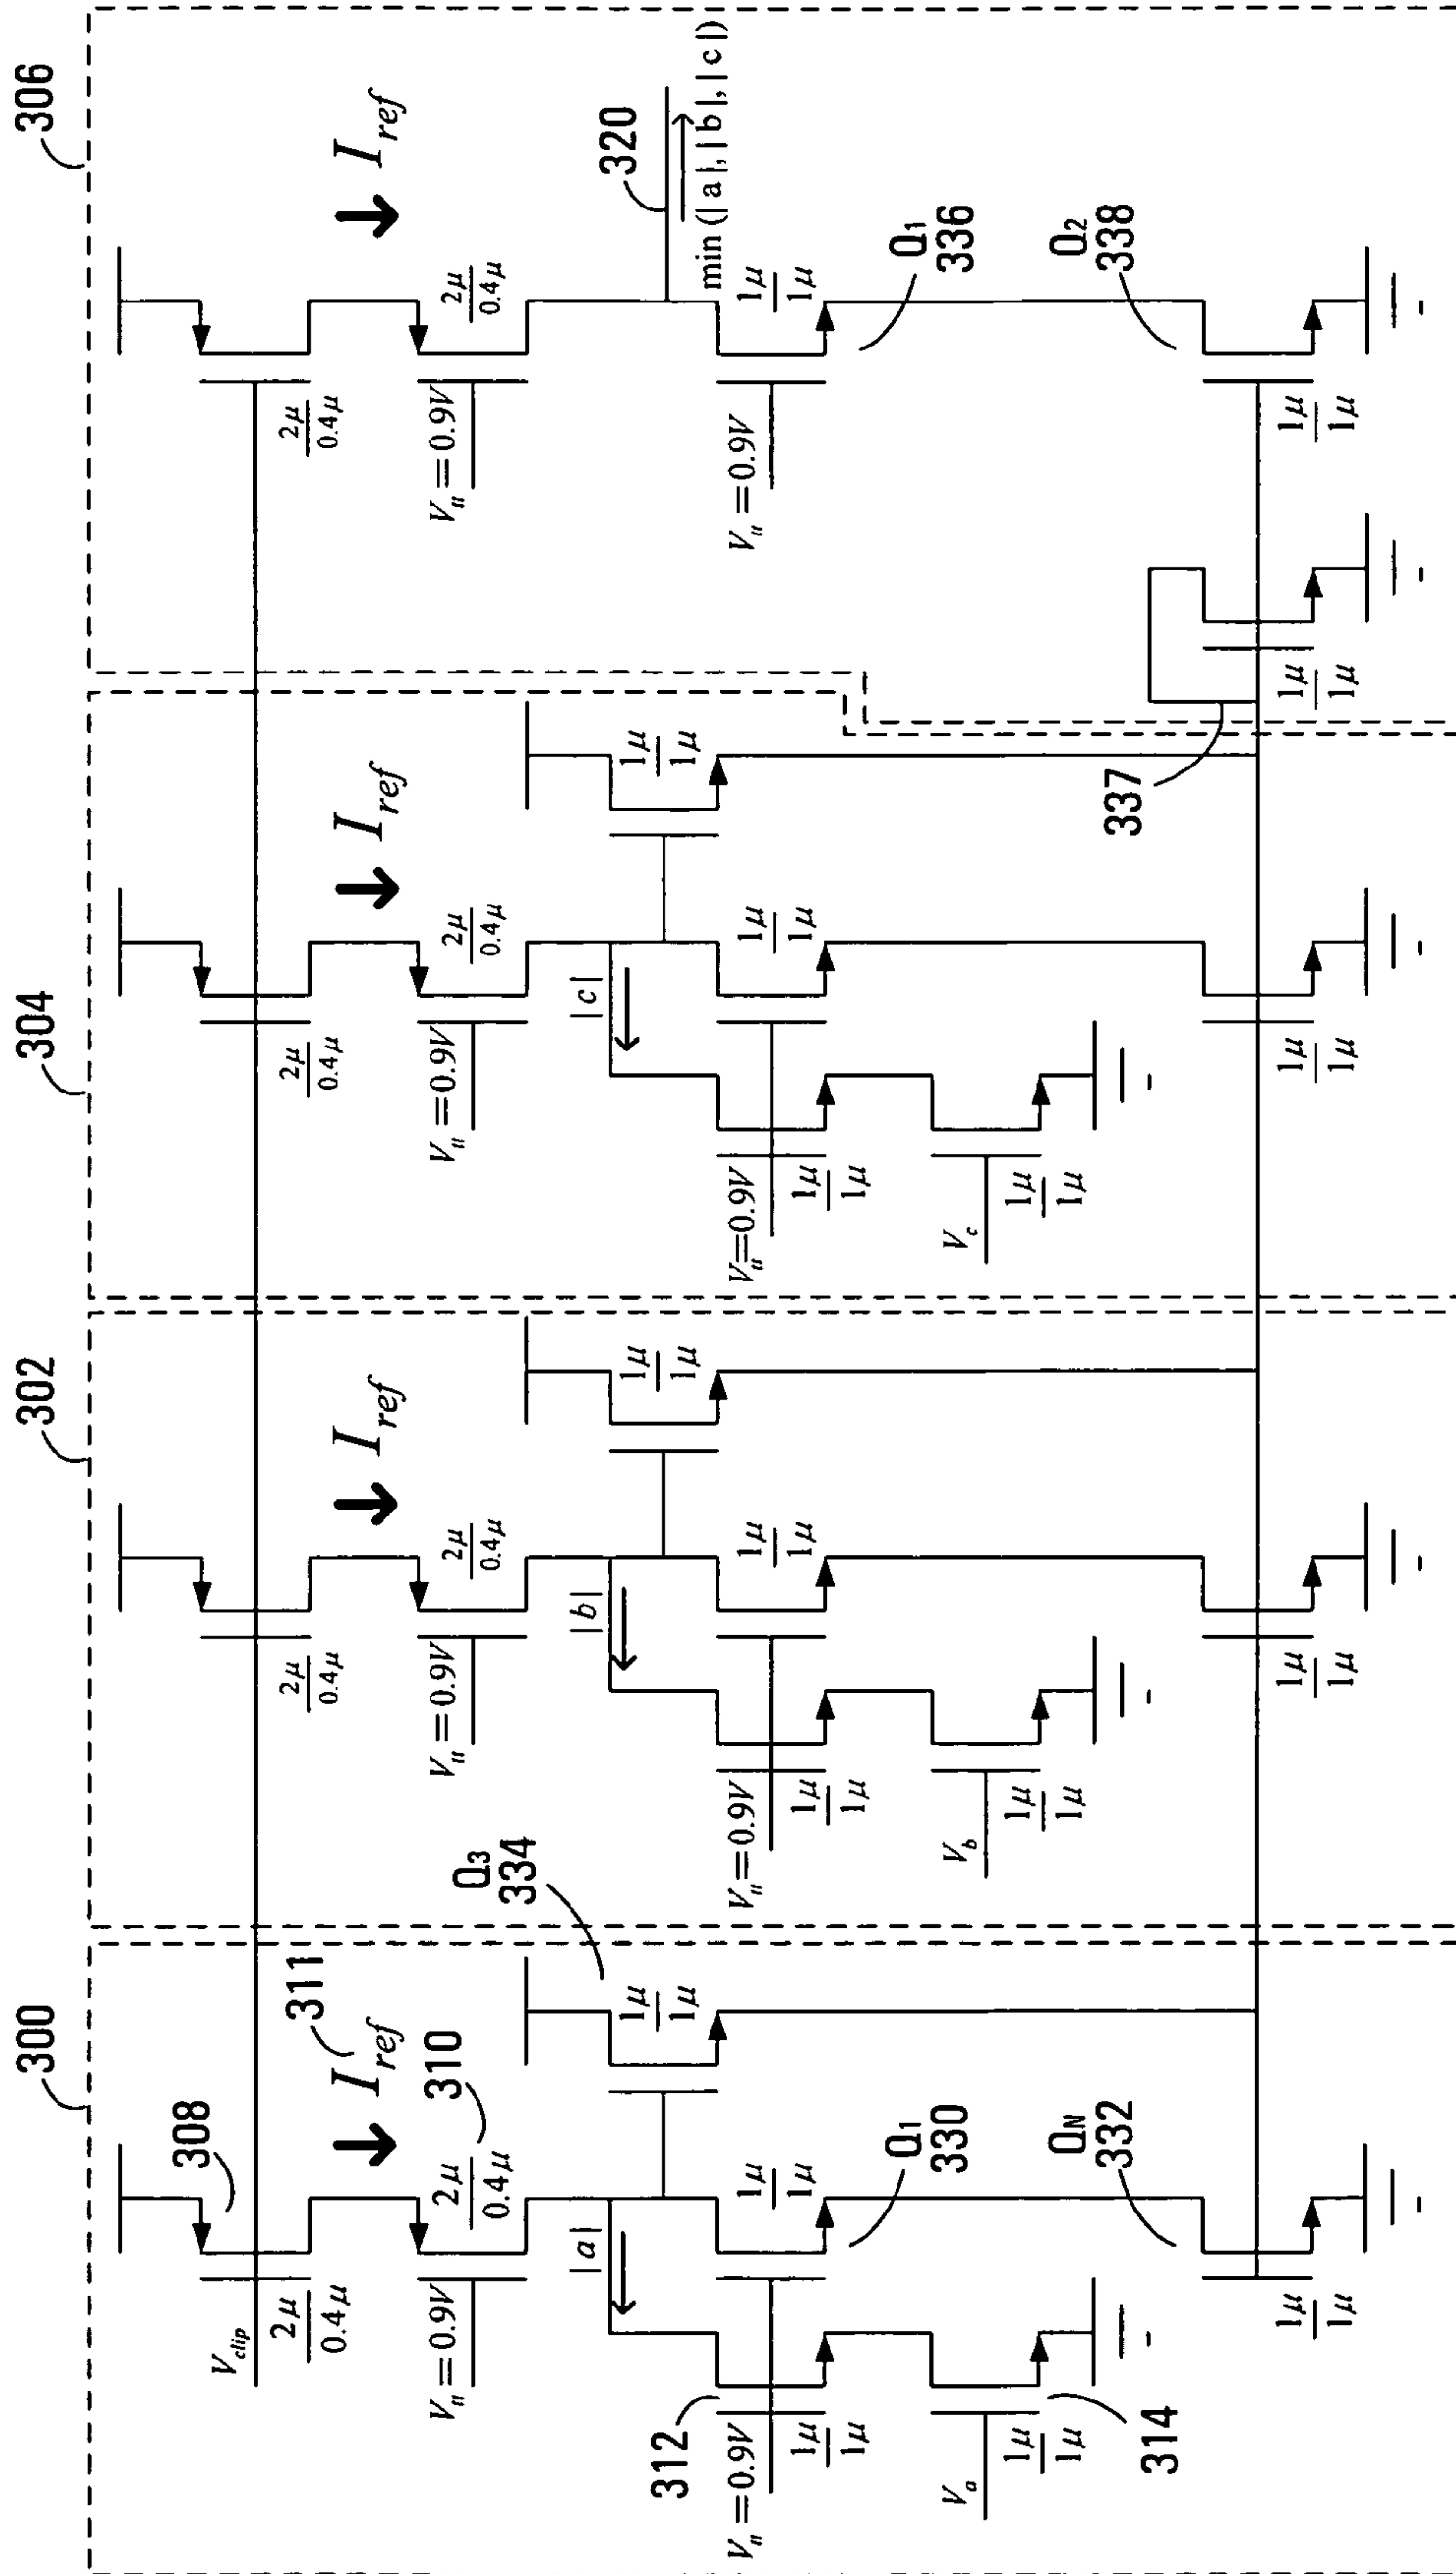 300
302
304
306
308
311
V_clip
2μ
0.4μ
I_ref
2μ
0.4μ
I_ref
2μ
0.4μ
I_ref
2μ
0.4μ
I_ref
310
V_tt=0.9V
2μ
0.4μ
V_tt=0.9V
2μ
0.4μ
V_tt=0.9V
2μ
0.4μ
V_tt=0.9V
2μ
0.4μ
Q3
334
|a|
1μ
1μ
|b|
1μ
1μ
|c|
1μ
1μ
320
min (|a|,|b|,|c|)
312
V_tt=0.9V
1μ
1μ
1μ
1μ
V_tt=0.9V
1μ
1μ
1μ
1μ
V_tt=0.9V
1μ
1μ
1μ
1μ
V_tt=0.9V
1μ
1μ
Q1
330
Q1
336
V_a
1μ
1μ
V_b
1μ
1μ
V_c
1μ
1μ
314
QN
332
337
Q2
338
1μ
1μ
1μ
1μ
1μ
1μ
1μ
1μ
1μ
1μ